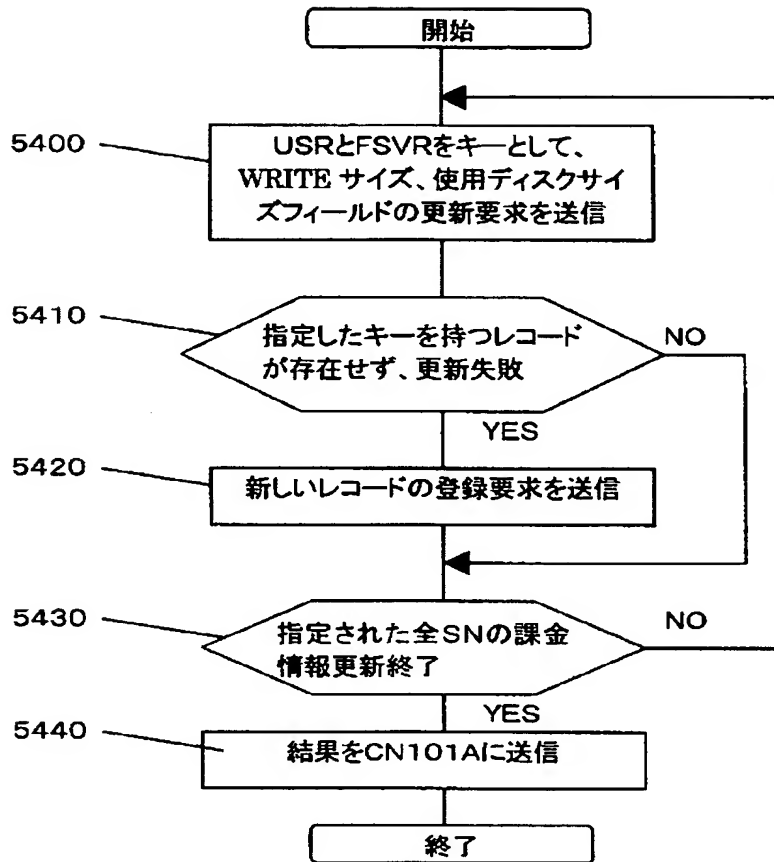 開始
5400
USRとFSVRをキーとして、
WRITE サイズ、使用ディスクサイ
ズフィールドの更新要求を送信
5410
指定したキーを持つレコード
が存在せず、更新失敗
NO
YES
5420
新しいレコードの登録要求を送信
5430
指定された全SNの課金
情報更新終了
NO
YES
5440
結果をCN101Aに送信
終了